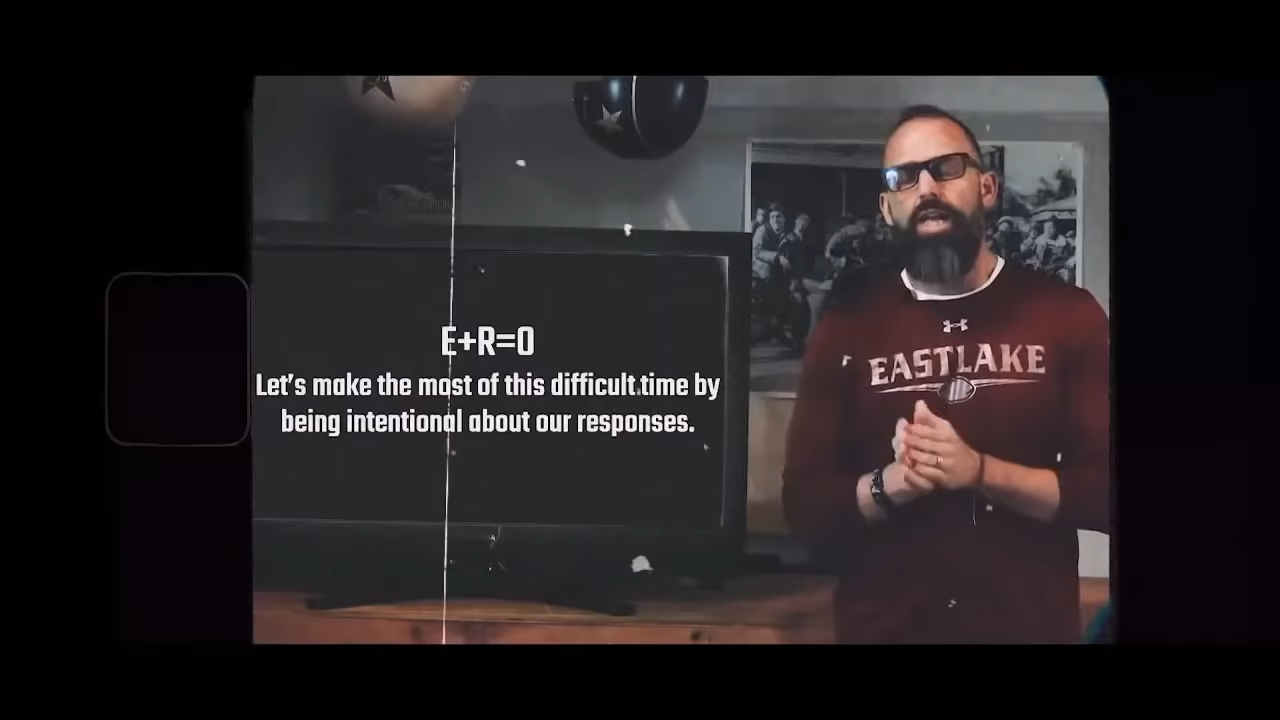 E+R=O
Let's make the most of this difficult time by
being intentional about our responses.
EASTLAKE